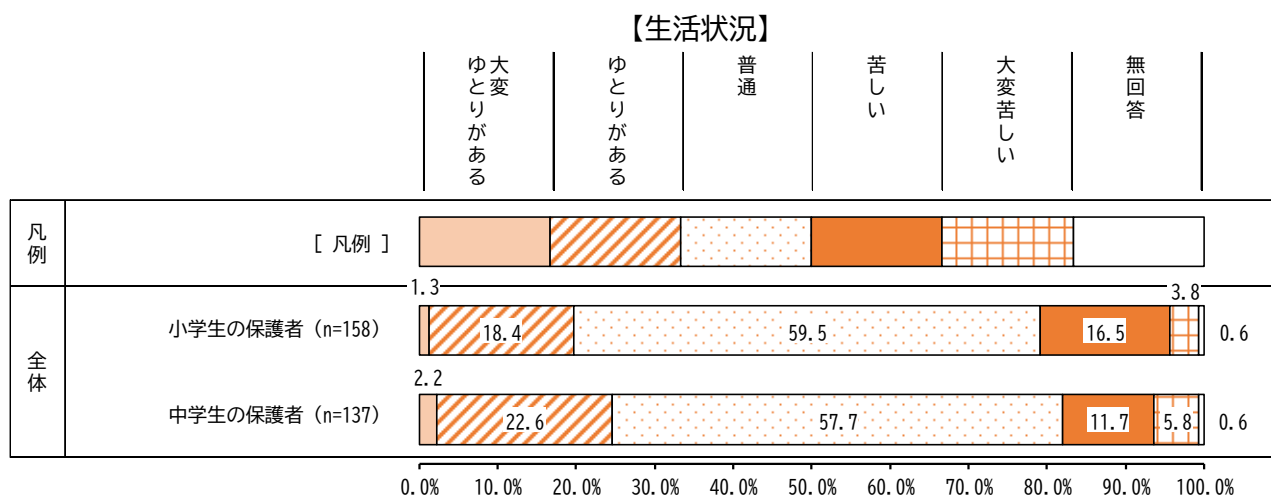 【生活状況】
大変
ゆとりがある
ゆとりがある
普通
苦しい
大変苦しい
無回答
凡例
[ 凡例 ]
全体
1.3
3.8
小学生の保護者 (n=158)
18.4
59.5
16.5
0.6
2.2
中学生の保護者 (n=137)
22.6
57.7
11.7
5.8
0.6
0.0% 10.0% 20.0% 30.0% 40.0% 50.0% 60.0% 70.0% 80.0% 90.0% 100.0%